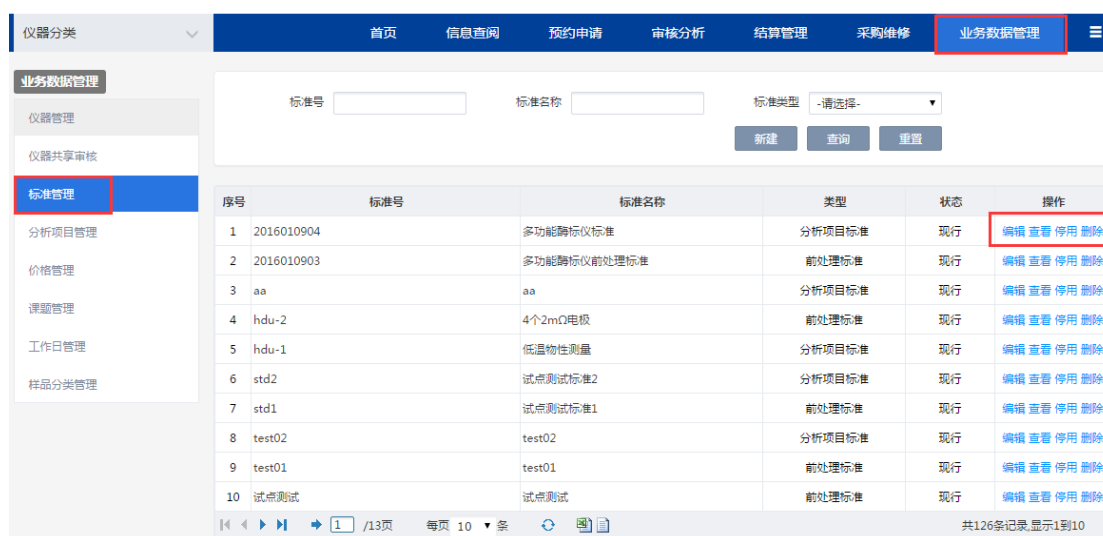 仪器分类 首页 信息查阅 预约申请 审核分析 结算管理 采购维修 业务数据管理
业务数据管理
仪器管理
仪器共享审核
标准管理
分析项目管理
价格管理
课题管理
工作日管理
样品分类管理
标准号 标准名称 标准类型 -请选择-
新建 查询 重置
序号 标准号 标准名称 类型 状态 操作
1 2016010904 多功能酶标仪标准 分析项目标准 现行 编辑 查看 停用 删除
2 2016010903 多功能酶标仪前处理标准 前处理标准 现行 编辑 查看 停用 删除
3 aa aa 分析项目标准 现行 编辑 查看 停用 删除
4 hdu-2 4个2mΩ电极 前处理标准 现行 编辑 查看 停用 删除
5 hdu-1 低温物性测量 分析项目标准 现行 编辑 查看 停用 删除
6 std2 试点测试标准2 分析项目标准 现行 编辑 查看 停用 删除
7 std1 试点测试标准1 前处理标准 现行 编辑 查看 停用 删除
8 test02 test02 分析项目标准 现行 编辑 查看 停用 删除
9 test01 test01 前处理标准 现行 编辑 查看 停用 删除
10 试点测试 试点测试 前处理标准 现行 编辑 查看 停用 删除
1 /13页 每页 10 条 共126条记录,显示1到10